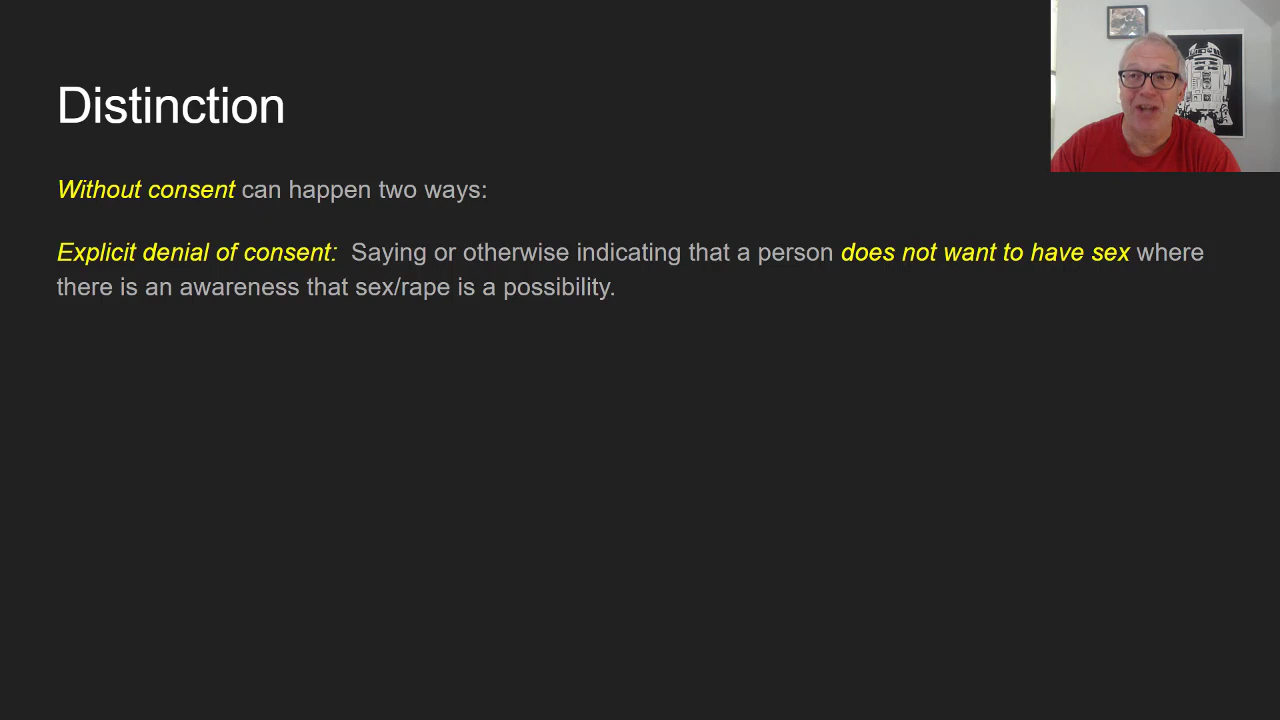 Distinction
Without consent can happen two ways:
Explicit denial of consent:  Saying or otherwise indicating that a person does not want to have sex where
there is an awareness that sex/rape is a possibility.